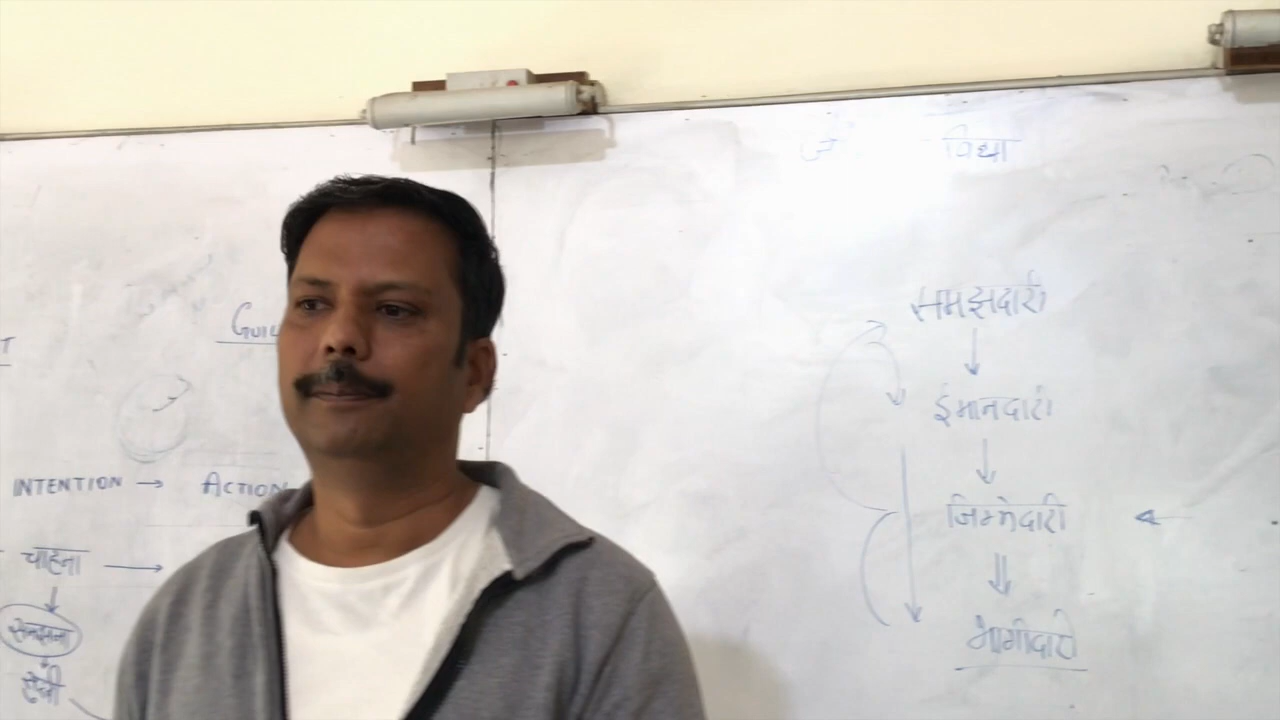 विद्या
समझदारी
ईमानदारी
INTENTION → ACTION
जिम्मेदारी
चाहना →
भागीदारी